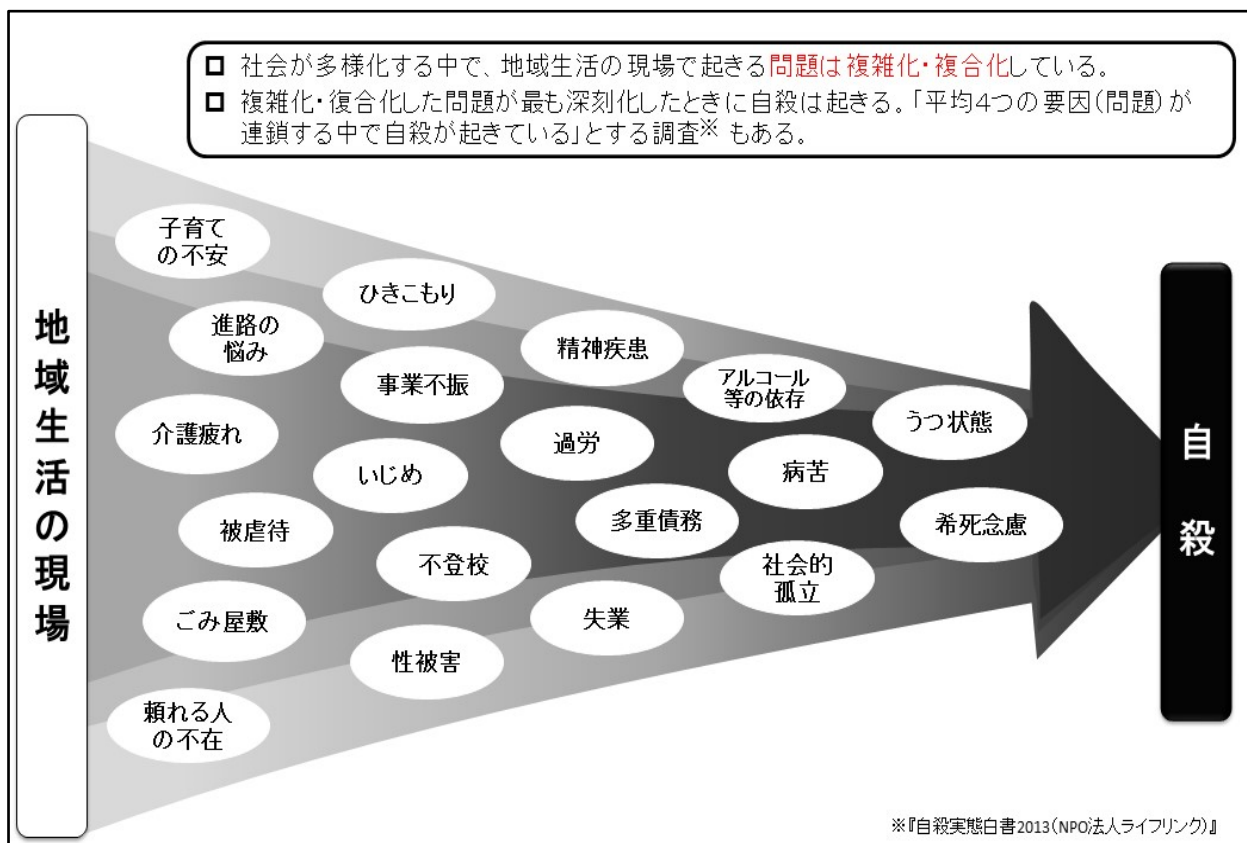 □ 社会が多様化する中で、地域生活の現場で起きる問題は複雑化・複合化している。
□ 複雑化・復合化した問題が最も深刻化したときに自殺は起きる。「平均4つの要因(問題)が
連鎖する中で自殺が起きている」とする調査※ もある。
地域生活の現場
子育て
の不安
ひきこもり
進路の
悩み
精神疾患
事業不振
アルコール
等の依存
うつ状態
介護疲れ
過労
いじめ
病苦
被虐待
多重債務
希死念慮
不登校
社会的
孤立
ごみ屋敷
失業
性被害
頼れる人
の不在
自殺
※『自殺実態白書2013(NPO法人ライフリンク)』